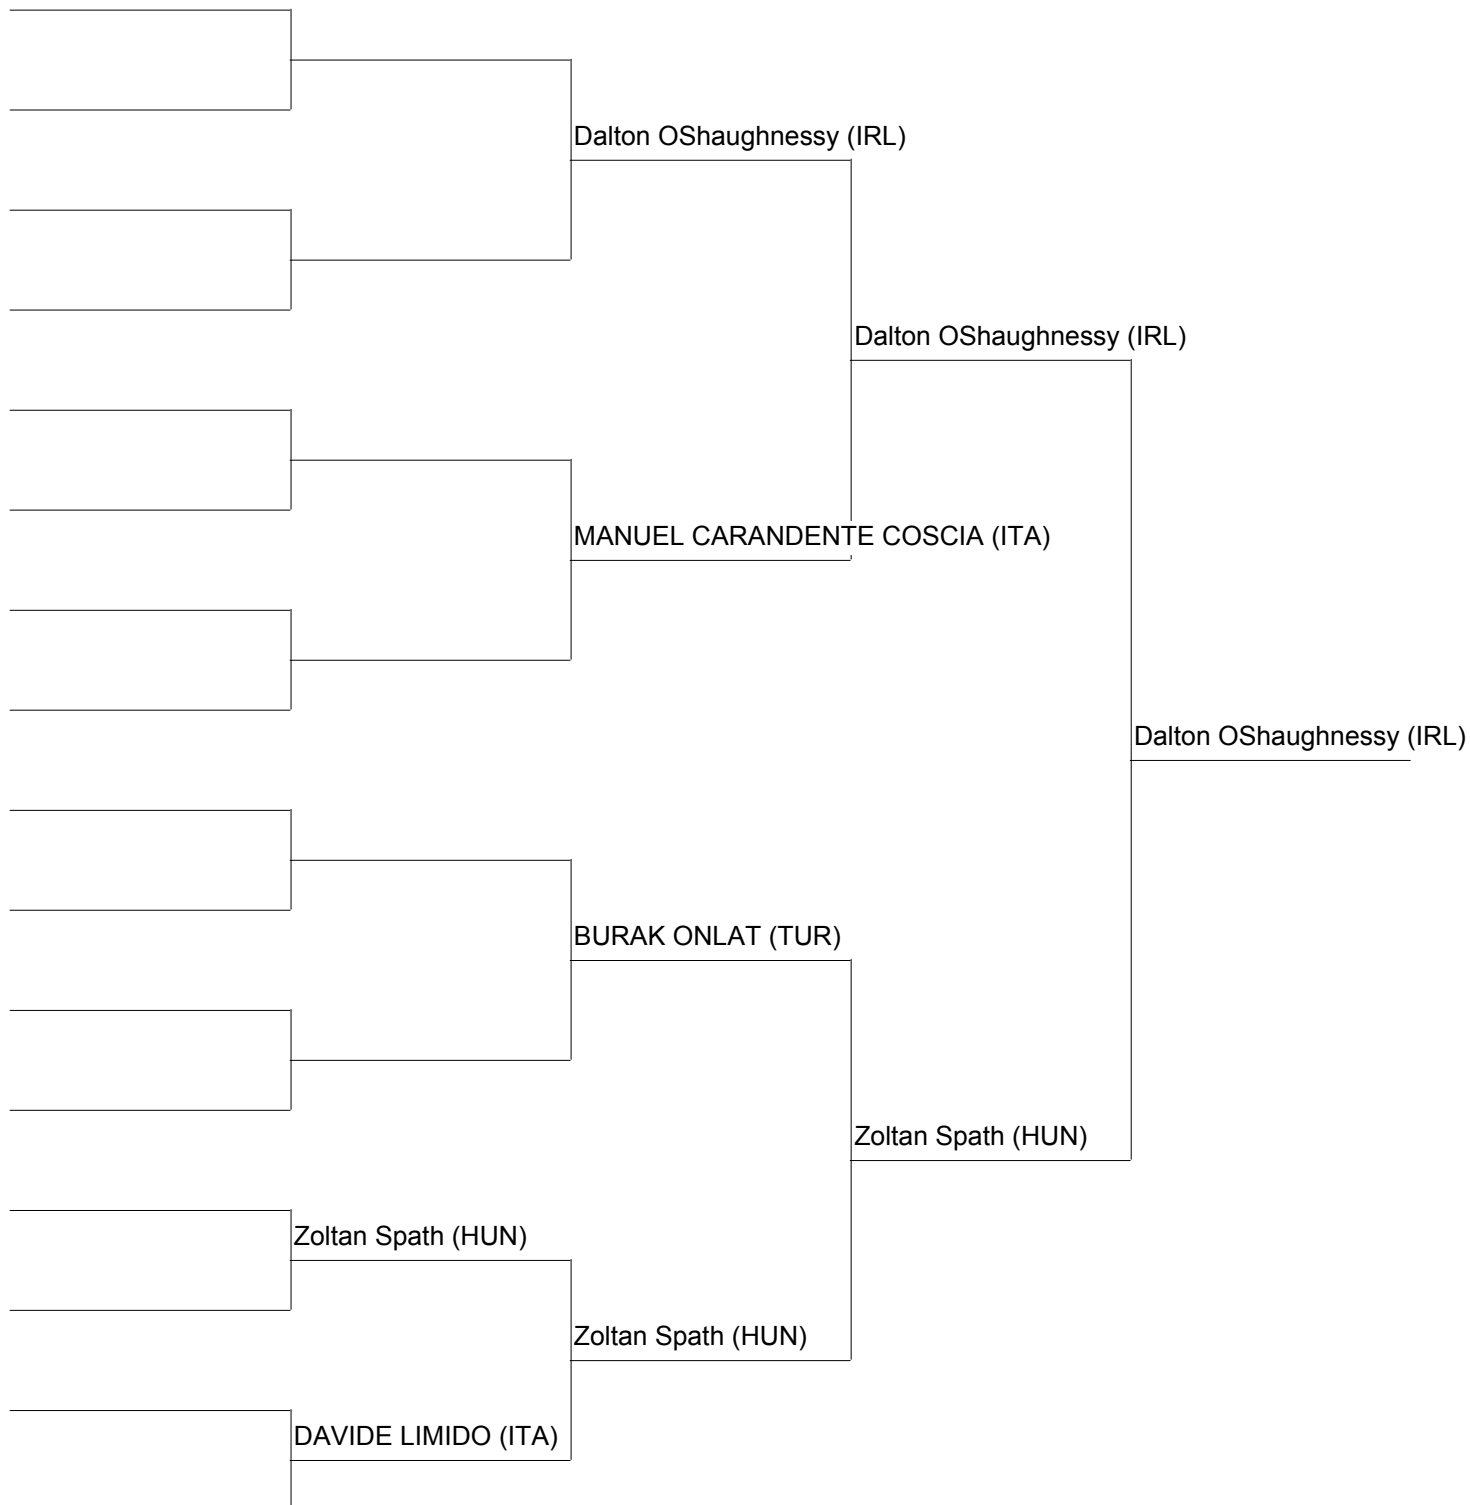 Dalton OShaughnessy (IRL)
Dalton OShaughnessy (IRL)
MANUEL CARANDENTE COSCIA (ITA)
Dalton OShaughnessy (IRL)
BURAK ONLAT (TUR)
Zoltan Spath (HUN)
Zoltan Spath (HUN)
Zoltan Spath (HUN)
DAVIDE LIMIDO (ITA)